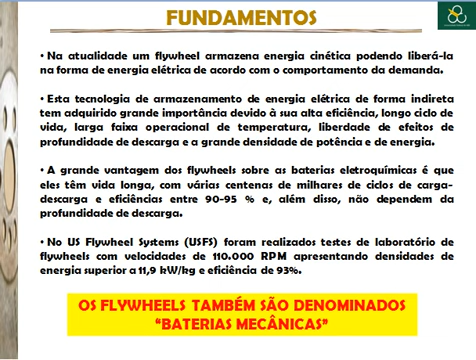 FUNDAMENTOS
• Na atualidade um flywheel armazena energia cinética podendo liberá-la
na forma de energia elétrica de acordo com o comportamento da demanda.
• Esta tecnologia de armazenamento de energia elétrica de forma indireta
tem adquirido grande importância devido à sua alta eficiência, longo ciclo de
vida, larga faixa operacional de temperatura, liberdade de efeitos de
profundidade de descarga e a grande densidade de potência e de energia.
• A grande vantagem dos flywheels sobre as baterias eletroquímicas é que
eles têm vida longa, com várias centenas de milhares de ciclos de carga-
descarga e eficiências entre 90-95 % e, além disso, não dependem da
profundidade de descarga.
• No US Flywheel Systems (USFS) foram realizados testes de laboratório de
flywheels com velocidades de 110.000 RPM apresentando densidades de
energia superior a 11,9 kW/kg e eficiência de 93%.
OS FLYWHEELS TAMBÉM SÃO DENOMINADOS
“BATERIAS MECÂNICAS”